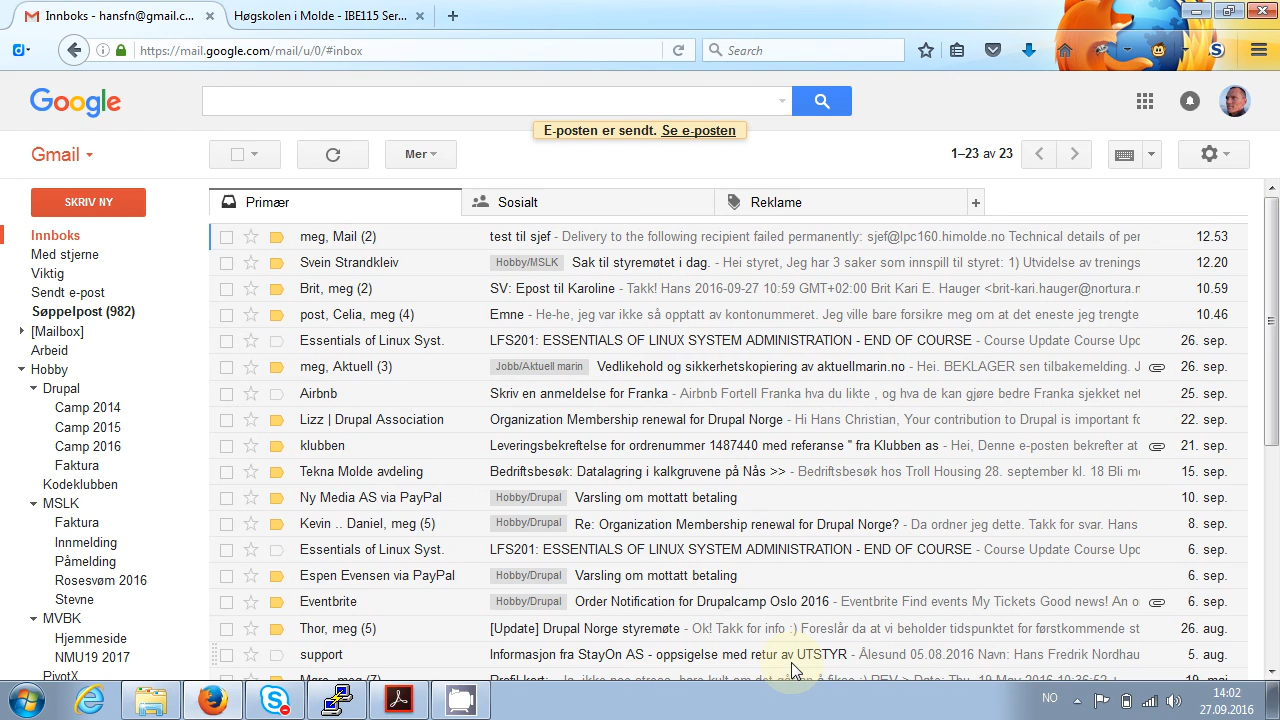 Innboks - hansfn@gmail.c... Høgskolen i Molde - IBE115 Ser...
https://mail.google.com/mail/u/0/#inbox Search
Google
E-posten er sendt. Se e-posten
Gmail Mer 1–23 av 23
SKRIV NY
Innboks
Med stjerne
Viktig
Sendt e-post
Søppelpost (982)
[Mailbox]
Arbeid
Hobby
Drupal
Camp 2014
Camp 2015
Camp 2016
Faktura
Kodeklubben
MSLK
Faktura
Innmelding
Påmelding
Rosesvøm 2016
Stevne
MVBK
Hjemmeside
NMU19 2017
PivotX
Primær Sosialt Reklame
meg, Mail (2) test til sjef - Delivery to the following recipient failed permanently: sjef@lpc160.himolde.no Technical details of per 12.53
Svein Strandkleiv Hobby/MSLK Sak til styremøtet i dag. - Hei styret, Jeg har 3 saker som innspill til styret: 1) Utvidelse av trenings 12.20
Brit, meg (2) SV: Epost til Karoline - Takk! Hans 2016-09-27 10:59 GMT+02:00 Brit Kari E. Hauger <brit-kari.hauger@nortura.r 10.59
post, Celia, meg (4) Emne - He-he, jeg var ikke så opptatt av kontonummeret. Jeg ville bare forsikre meg om at det eneste jeg trengte 10.46
Essentials of Linux Syst. LFS201: ESSENTIALS OF LINUX SYSTEM ADMINISTRATION - END OF COURSE - Course Update Course Upd 26. sep.
meg, Aktuell (3) Jobb/Aktuell marin Vedlikehold og sikkerhetskopiering av aktuellmarin.no - Hei. BEKLAGER sen tilbakemelding. J 26. sep.
Airbnb Skriv en anmeldelse for Franka - Airbnb Fortell Franka hva du likte , og hva de kan gjøre bedre Franka sjekket net 25. sep.
Lizz | Drupal Association Organization Membership renewal for Drupal Norge - Hi Hans Christian, Your contribution to Drupal is important fo 22. sep.
klubben Leveringsbekreftelse for ordrenummer 1487440 med referanse '' fra Klubben as - Hei, Denne e-posten bekrefter at 21. sep.
Tekna Molde avdeling Bedriftsbesøk: Datalagring i kalkgruvene på Nås >> - Bedriftsbesøk hos Troll Housing 28. september kl. 18 Bli me 15. sep.
Ny Media AS via PayPal Hobby/Drupal Varsling om mottatt betaling 10. sep.
Kevin .. Daniel, meg (5) Hobby/Drupal Re: Organization Membership renewal for Drupal Norge? - Da ordner jeg dette. Takk for svar. Hans 8. sep.
Essentials of Linux Syst. LFS201: ESSENTIALS OF LINUX SYSTEM ADMINISTRATION - END OF COURSE - Course Update Course Upd 6. sep.
Espen Evensen via PayPal Hobby/Drupal Varsling om mottatt betaling 6. sep.
Eventbrite Hobby/Drupal Order Notification for Drupalcamp Oslo 2016 - Eventbrite Find events My Tickets Good news! An o 6. sep.
Thor, meg (5) [Update] Drupal Norge styremøte - Ok! Takk for info :) Foreslår da at vi beholder tidspunktet for førstkommende st 26. aug.
support Informasjon fra StayOn AS - oppsigelse med retur av UTSTYR - Ålesund 05.08.2016 Navn: Hans Fredrik Nordhau 5. aug.
NO 14:02
27.09.2016